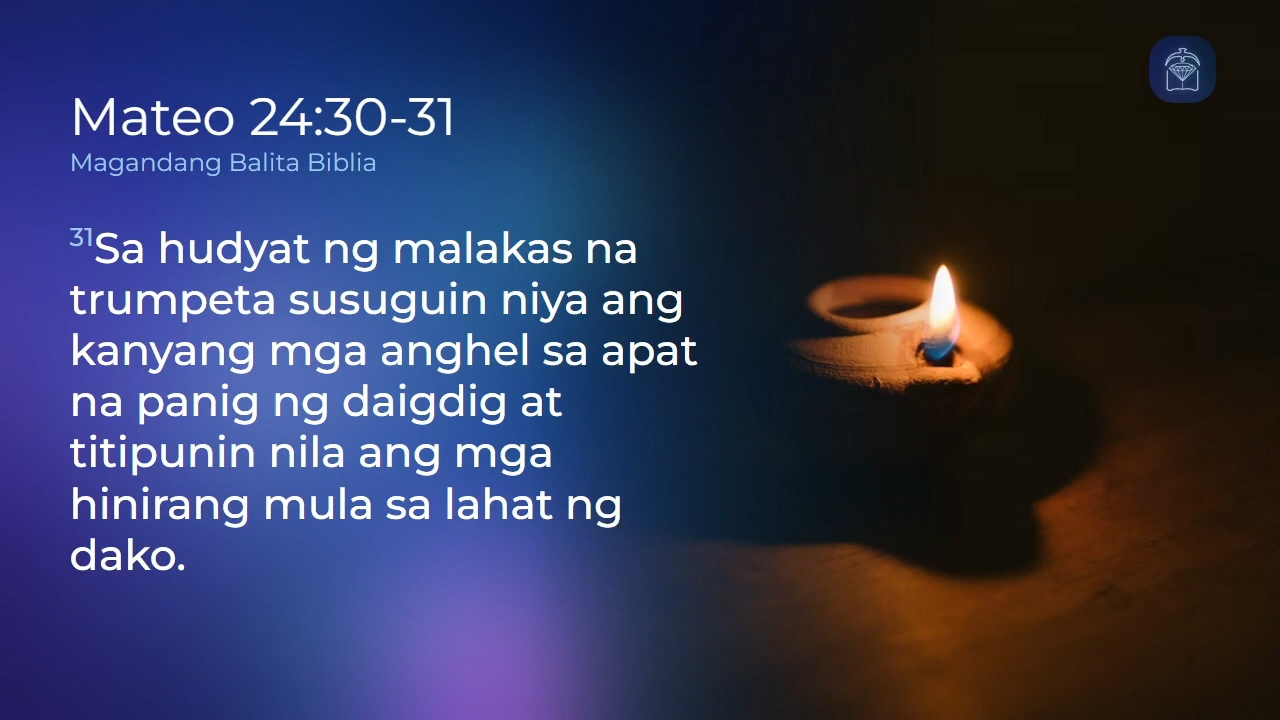 Mateo 24:30-31
Magandang Balita Biblia
31Sa hudyat ng malakas na
trumpeta susuguin niya ang
kanyang mga anghel sa apat
na panig ng daigdig at
titipunin nila ang mga
hinirang mula sa lahat ng
dako.